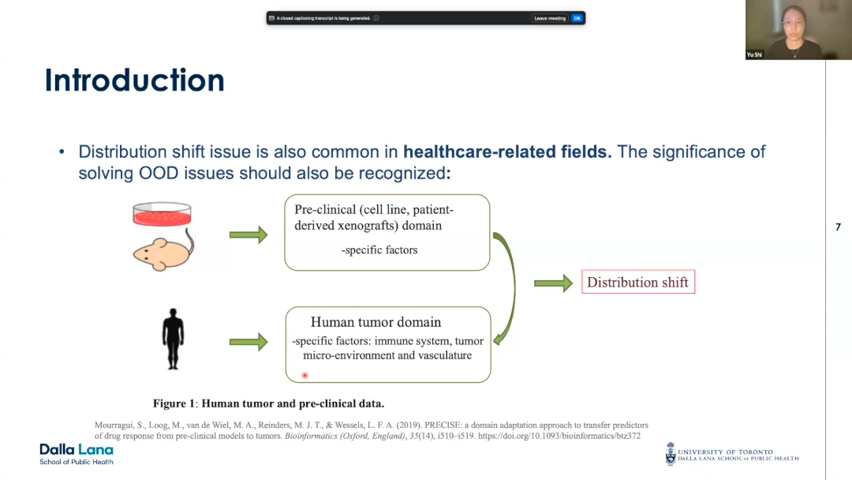 A closed captioning transcript is being generated.
Leave meeting
OK
Yu Shi
Introduction
• Distribution shift issue is also common in healthcare-related fields. The significance of
solving OOD issues should also be recognized:
Pre-clinical (cell line, patient-
derived xenografts) domain
-specific factors
7
Distribution shift
Human tumor domain
-specific factors: immune system, tumor
micro-environment and vasculature
Figure 1: Human tumor and pre-clinical data.
Mourragui, S., Loog, M., van de Wiel, M. A., Reinders, M. J. T., & Wessels, L. F. A. (2019). PRECISE: a domain adaptation approach to transfer predictors
of drug response from pre-clinical models to tumors. Bioinformatics (Oxford, England), 35(14), i510–i519. https://doi.org/10.1093/bioinformatics/btz372
Dalla Lana
School of Public Health
UNIVERSITY OF TORONTO
DALLA LANA SCHOOL OF PUBLIC HEALTH